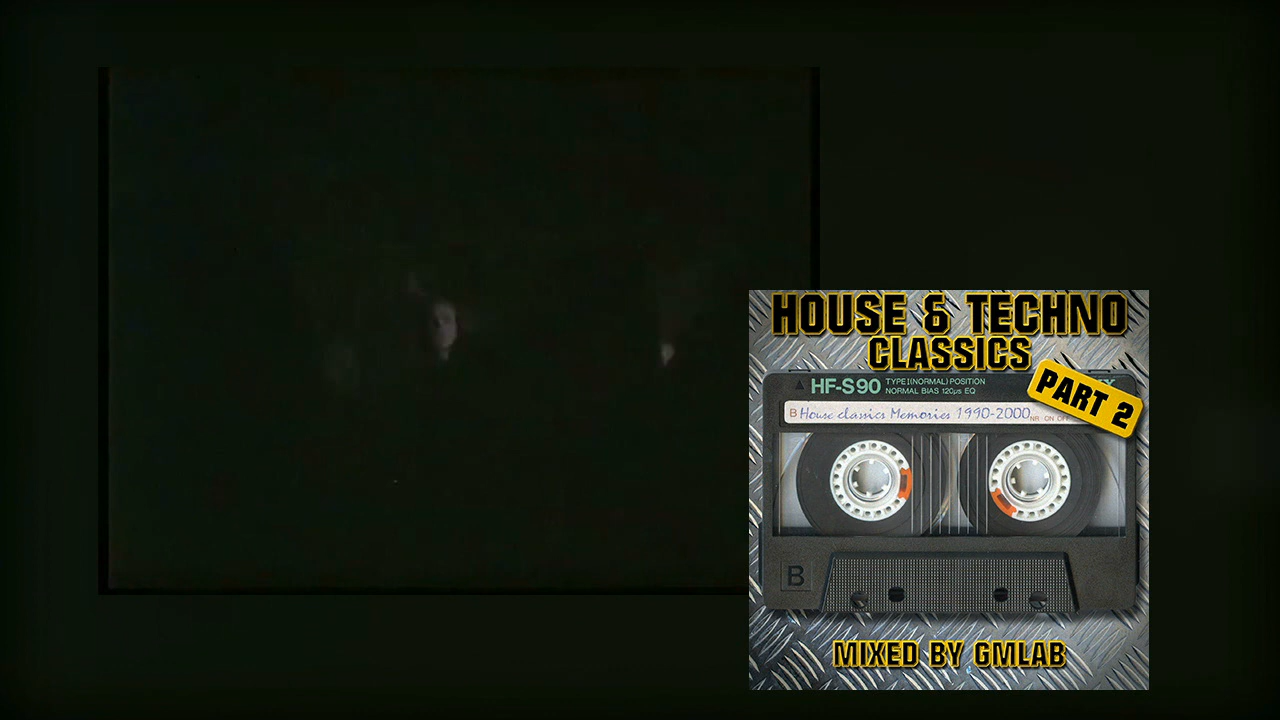 HOUSE & TECHNO
CLASSICS
PART 2
HF-S90 TYPE I (NORMAL) POSITION
NORMAL BIAS 120µs EQ
B House classics Memories 1990-2000
B
MIXED BY GMLAB